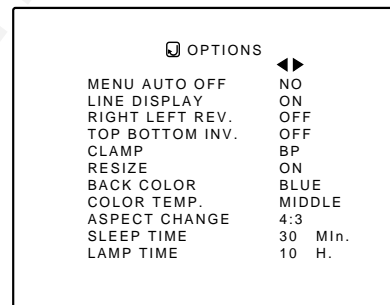 OPTIONS
MENU AUTO OFF NO
LINE DISPLAY ON
RIGHT LEFT REV. OFF
TOP BOTTOM INV. OFF
CLAMP BP
RESIZE ON
BACK COLOR BLUE
COLOR TEMP. MIDDLE
ASPECT CHANGE 4:3
SLEEP TIME 30 MIn.
LAMP TIME 10 H.